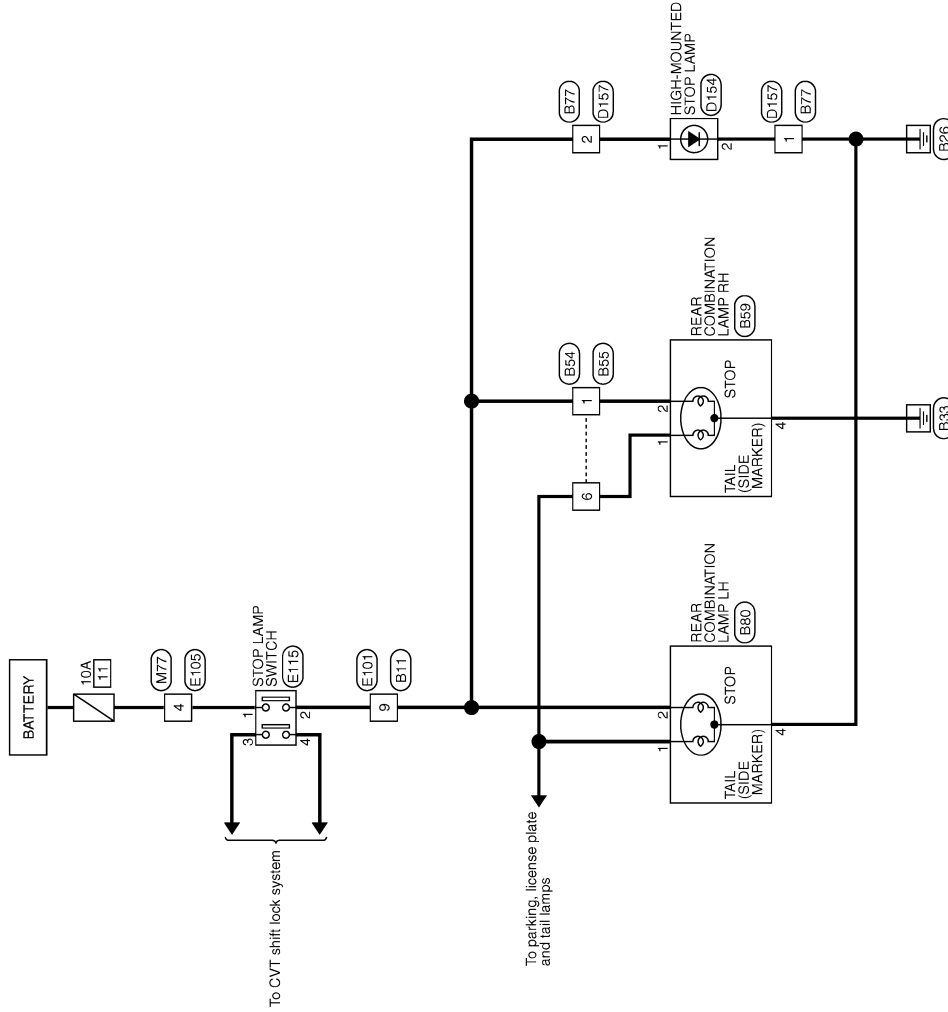 BATTERY
10A
11
4
M77
E105
STOP LAMP
SWITCH
E115
1
2
3
4
To CVT shift lock system
9
E101
B11
To parking, license plate
and tail lamps
6
1
B54
B55
2
B77
D157
1
2
TAIL
(SIDE
MARKER)
STOP
REAR
COMBINATION
LAMP LH
B80
4
1
2
TAIL
(SIDE
MARKER)
STOP
REAR
COMBINATION
LAMP RH
B59
4
1
2
HIGH-MOUNTED
STOP LAMP
D154
1
D157
B77
B33
B26